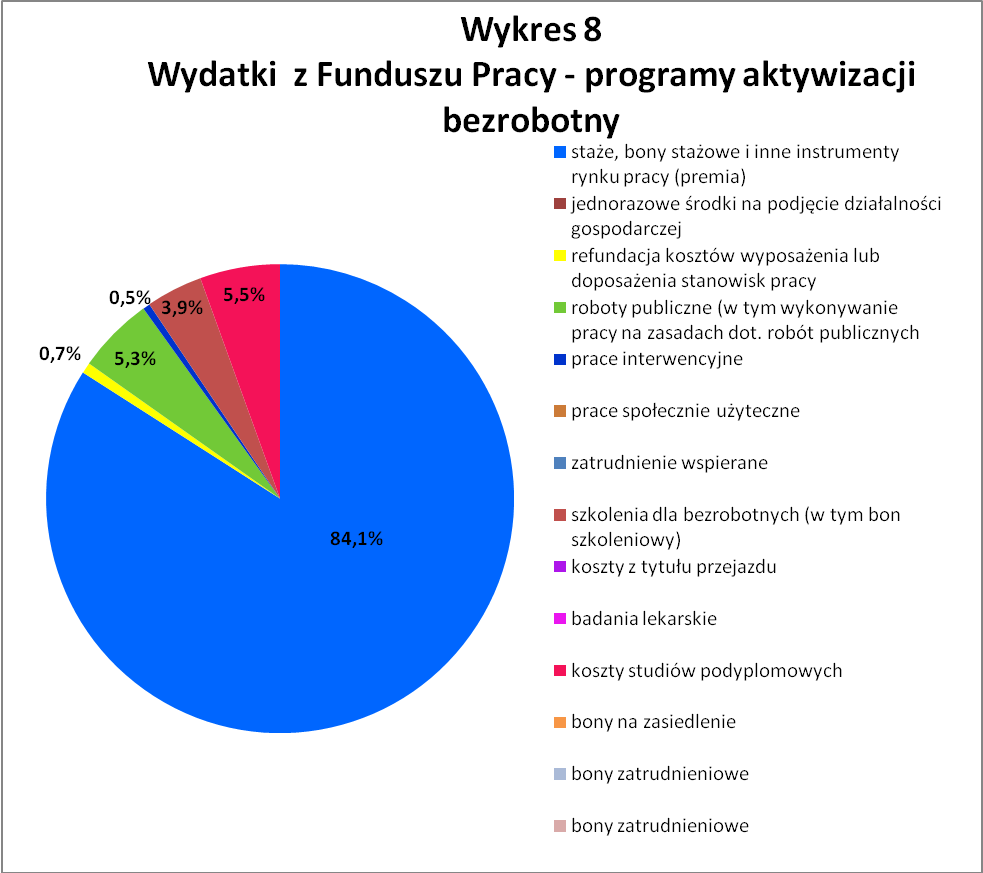 Wykres 8
Wydatki  z Funduszu Pracy - programy aktywizacji
bezrobotny
staże, bony stażowe i inne instrumenty
rynku pracy (premia)
jednorazowe środki na podjęcie działalności
gospodarczej
refundacja kosztów wyposażenia lub
doposażenia stanowisk pracy
roboty publiczne (w tym wykonywanie
pracy na zasadach dot. robót publicznych
prace interwencyjne
prace społecznie użyteczne
zatrudnienie wspierane
szkolenia dla bezrobotnych (w tym bon
szkoleniowy)
koszty z tytułu przejazdu
badania lekarskie
koszty studiów podyplomowych
bony na zasiedlenie
bony zatrudnieniowe
bony zatrudnieniowe
0,5%
3,9%
5,5%
0,7%
5,3%
84,1%